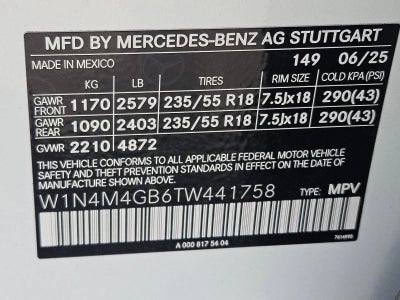 MFD BY MERCEDES-BENZ AG STUTTGART
MADE IN MEXICO 149 06/25
KG LB TIRES RIM SIZE COLD KPA (PSI)
GAWR FRONT 1170 2579 235/55 R18 7.5Jx18 290(43)
GAWR REAR 1090 2403 235/55 R18 7.5Jx18 290(43)
GVWR 2210 4872
THIS VEHICLE CONFORMS TO ALL APPLICABLE FEDERAL MOTOR VEHICLE
SAFETY AND THEFT PREVENTION STANDARDS IN EFFECT ON THE DATE OF
MANUFACTURE SHOWN ABOVE.
W1N4M4GB6TW441758 TYPE: MPV
A 000 817 54 04